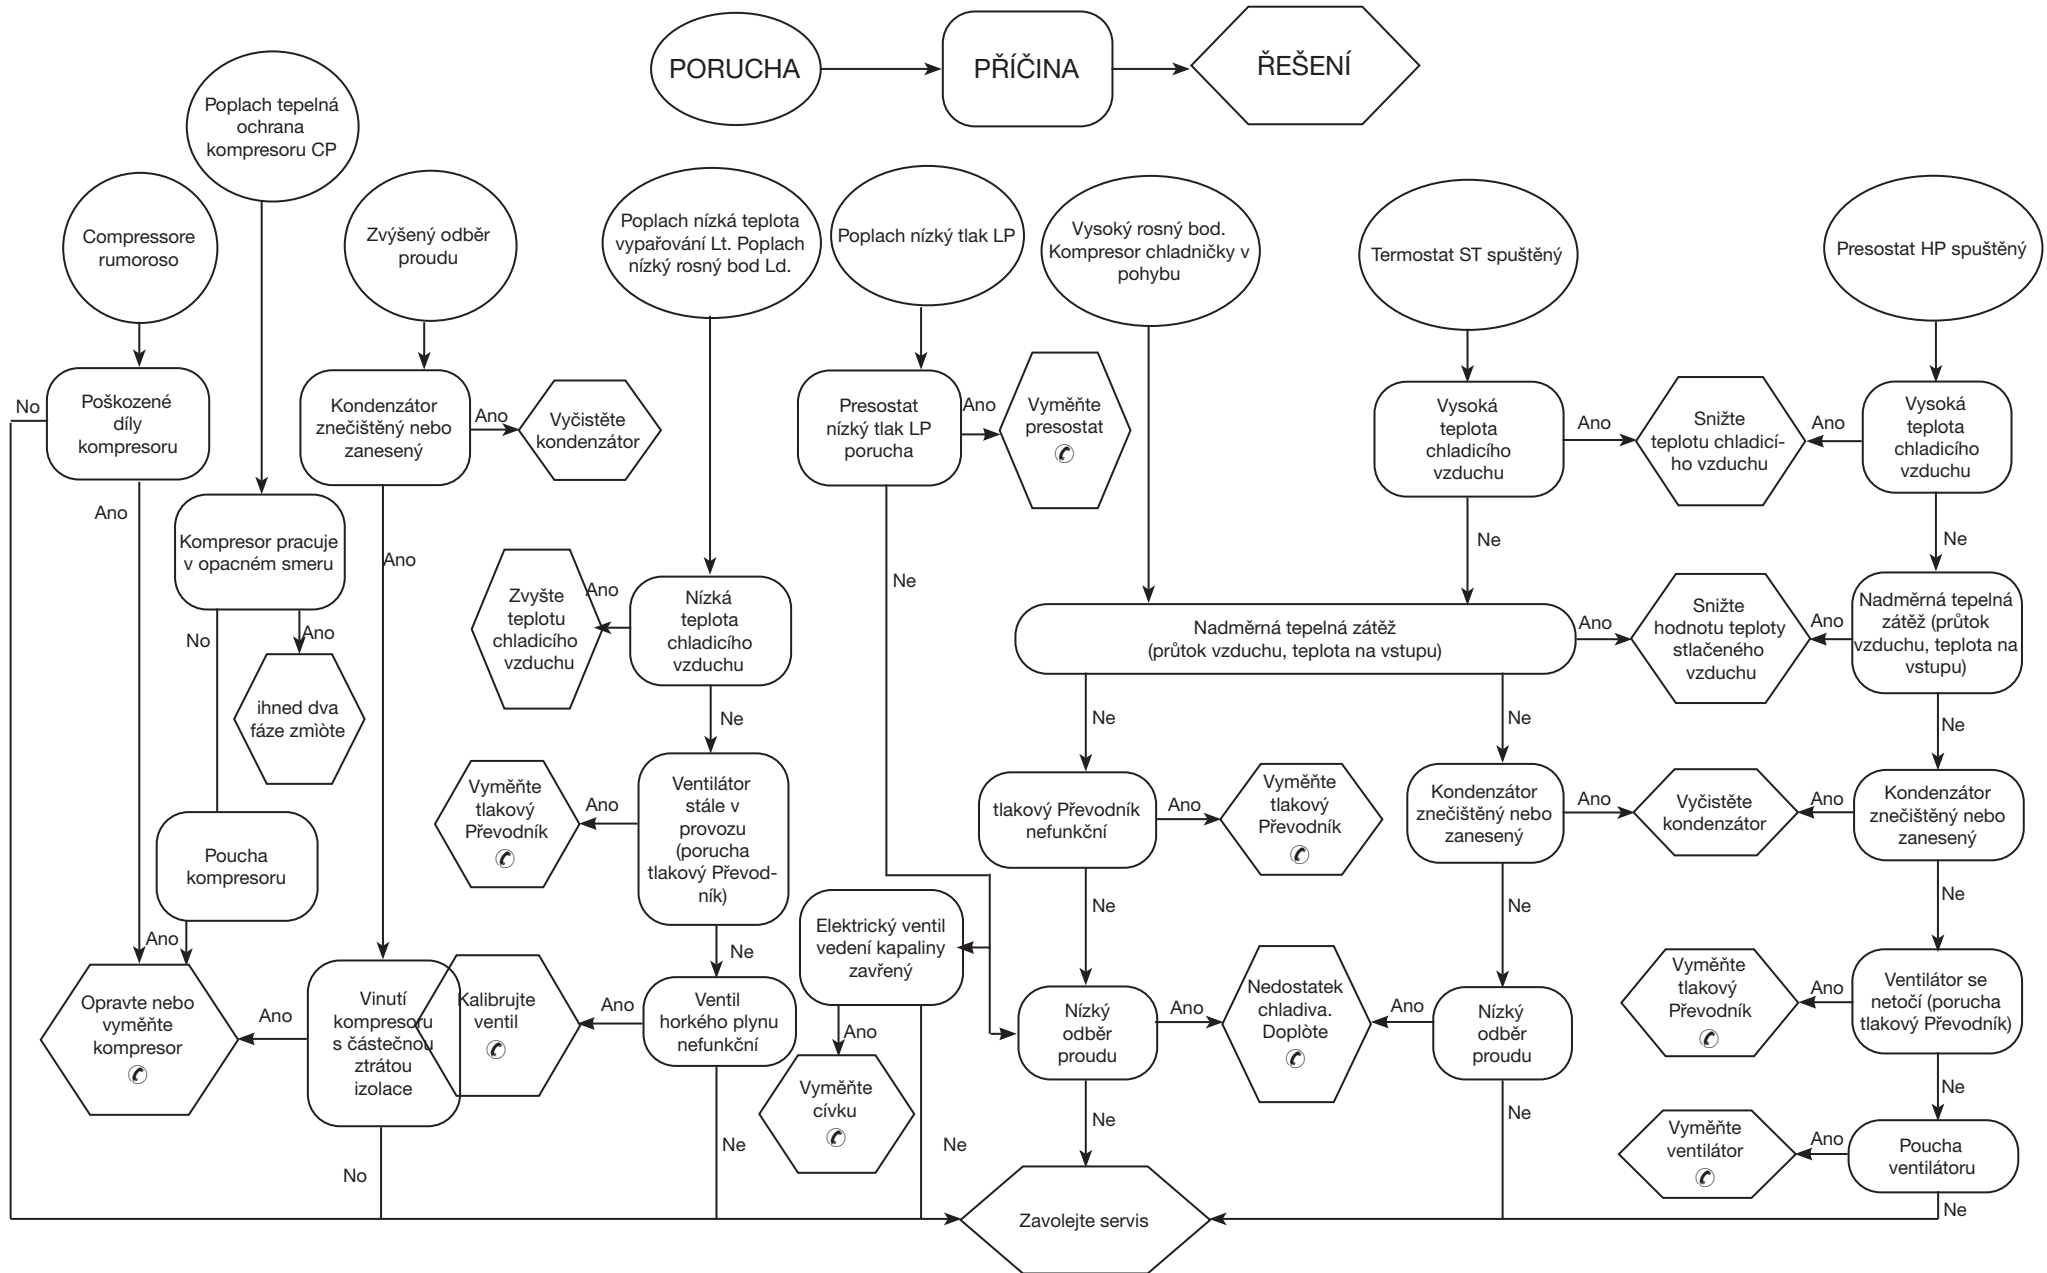 PORUCHA
PŘÍČINA
ŘEŠENÍ
Poplach tepelná
ochrana
kompresoru CP
Compressore
rumoroso
Zvýšený odběr
proudu
Poplach nízká teplota
vypařování Lt. Poplach
nízký rosný bod Ld.
Poplach nízký tlak LP
Vysoký rosný bod.
Kompresor chladničky v
pohybu
Termostat ST spuštěný
Presostat HP spuštěný
No
Poškozené
díly
kompresoru
Ano
Kondenzátor
znečištěný nebo
zanesený
Ano
Vyčistěte
kondenzátor
Ano
Presostat
nízký tlak LP
porucha
Ano
Vyměňte
presostat
✆
Ne
Vysoká
teplota
chladicího
vzduchu
Ano
Snižte
teplotu chladicí-
ho vzduchu
Ano
Vysoká
teplota
chladicího
vzduchu
Ne
Ne
Kompresor pracuje
v opacném smeru
No
Ano
ihned dva
fáze zmìòte
Zvyšte
teplotu
chladicího
vzduchu
Ano
Nízká
teplota
chladicího
vzduchu
Ne
Nadměrná tepelná zátěž
(průtok vzduchu, teplota na vstupu)
Ano
Snižte
hodnotu teploty
stlačeného
vzduchu
Ano
Nadměrná tepelná
zátěž (průtok
vzduchu, teplota na
vstupu)
Ne
Ne
Ne
Poucha
kompresoru
Ano
Vyměňte
tlakový
Převodník
✆
Ano
Ventilátor
stále v
provozu
(porucha
tlakový Převod-
ník)
Ne
tlakový Převodník
nefunkční
Ano
Vyměňte
tlakový
Převodník
✆
Ne
Kondenzátor
znečištěný nebo
zanesený
Ano
Vyčistěte
kondenzátor
Ano
Kondenzátor
znečištěný nebo
zanesený
Ne
Ne
Elektrický ventil
vedení kapaliny
zavřený
Ano
Vyměňte
cívku
✆
Ne
Opravte nebo
vyměňte
kompresor
✆
Ano
Vinutí
kompresoru
s částečnou
ztrátou
izolace
No
Kalibrujte
ventil
✆
Ano
Ventil
horkého plynu
nefunkční
Ne
Nízký
odběr
proudu
Ano
Nedostatek
chladiva.
Doplòte
✆
Ano
Nízký
odběr
proudu
Ne
Ne
Vyměňte
tlakový
Převodník
✆
Ano
Ventilátor se
netočí (porucha
tlakový Převodník)
Ne
Vyměňte
ventilátor
✆
Ano
Poucha
ventilátoru
Ne
Zavolejte servis